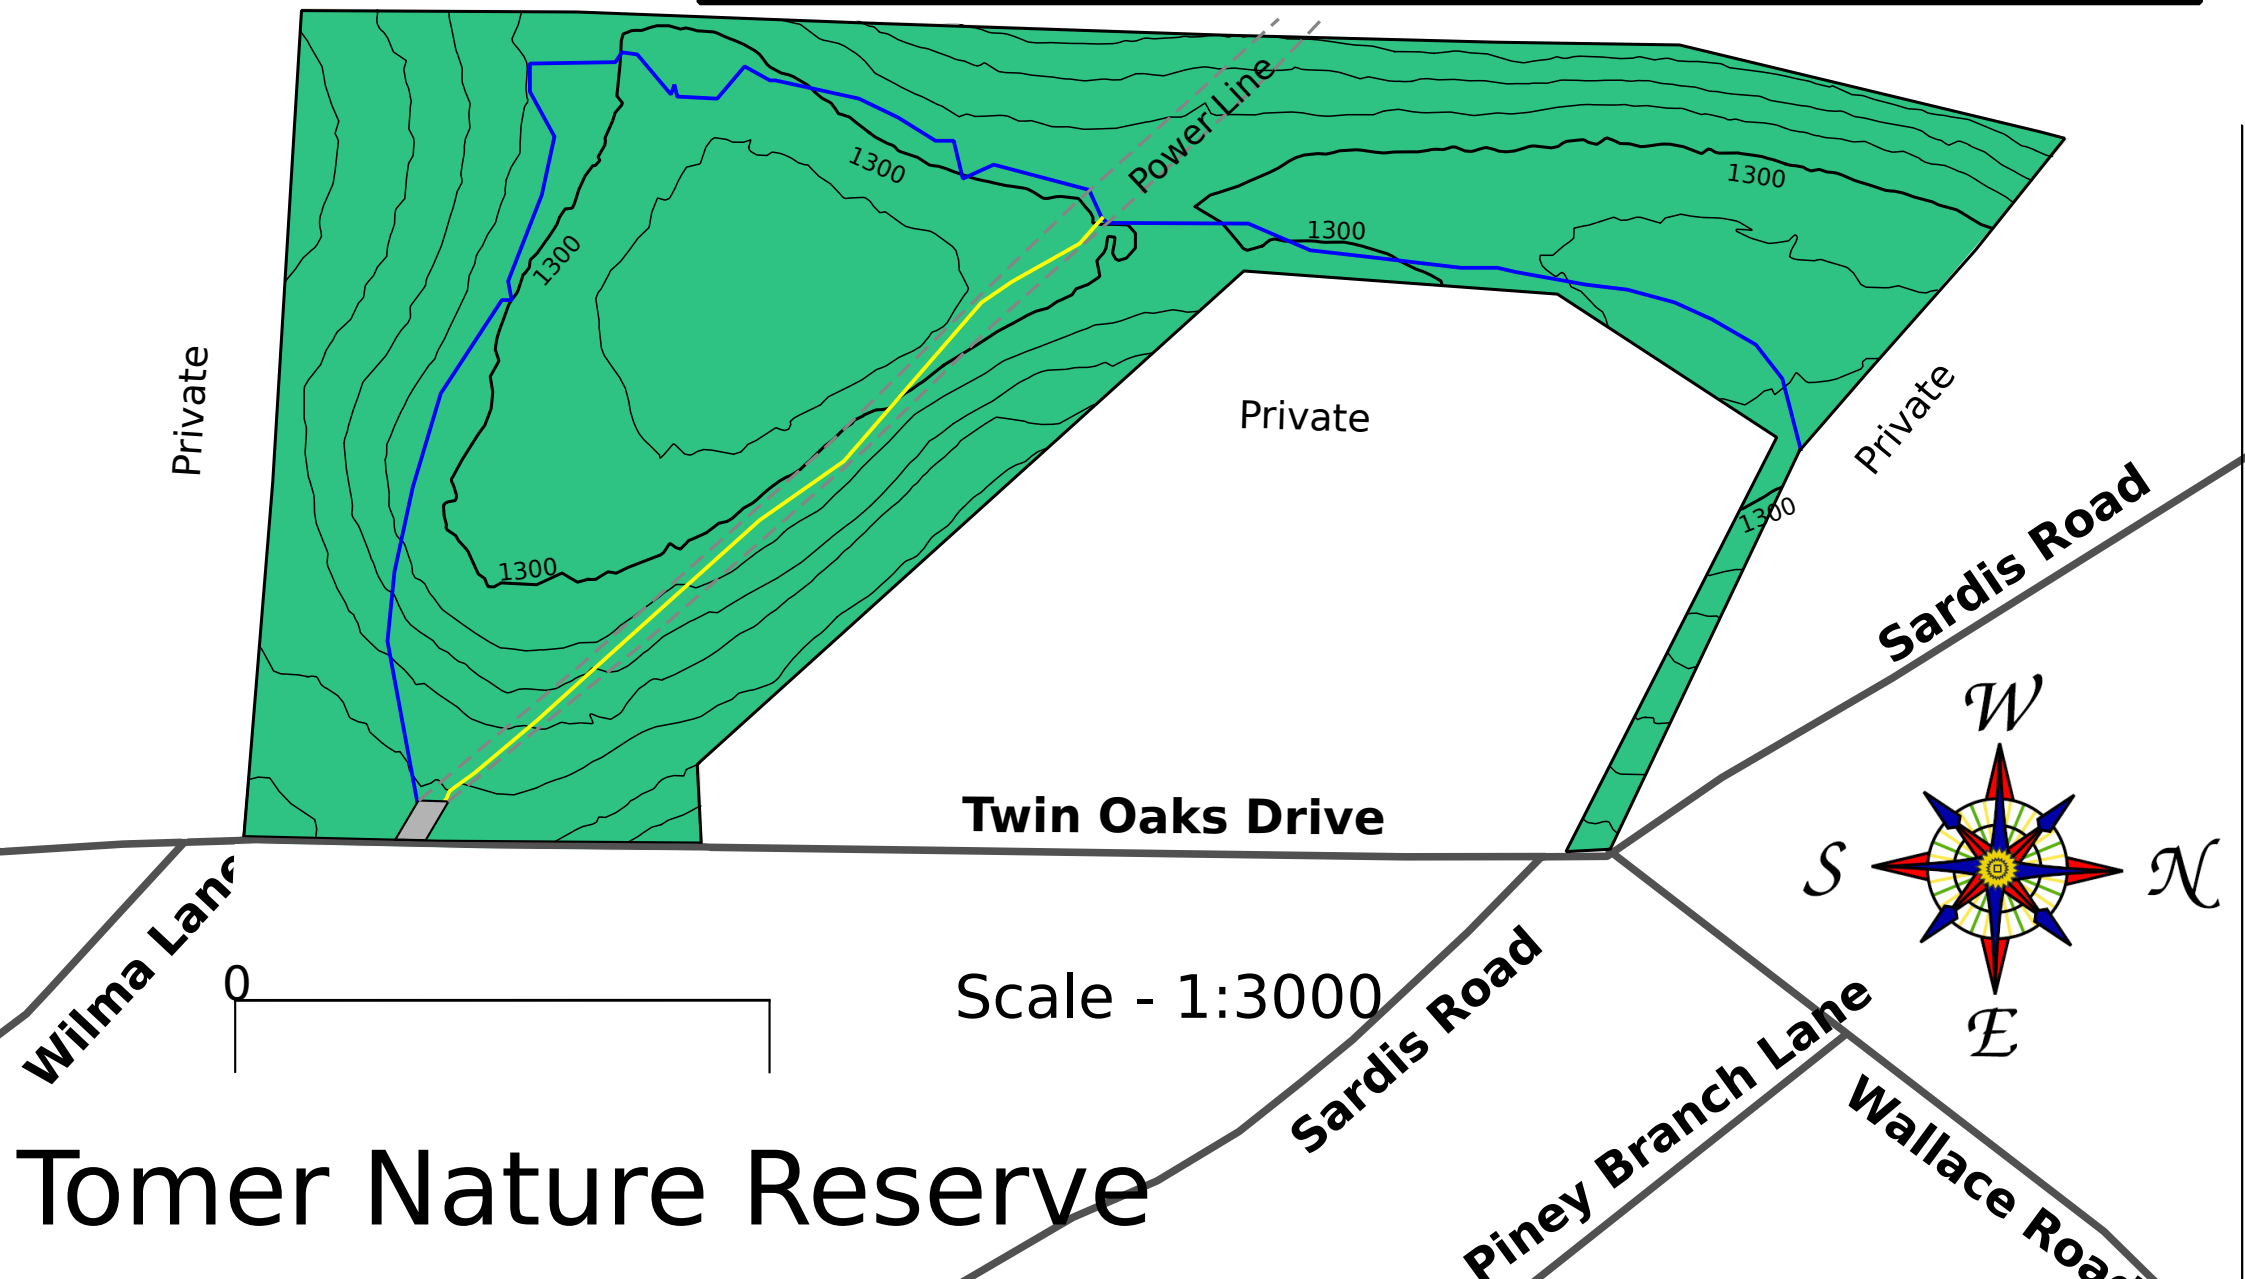 Power Line
1300
1300
1300
1300
Private
Private
Private
1300
1300
Sardis Road
W
Twin Oaks Drive
S
N
Wilma Lane
0
Scale - 1:3000
Sardis Road
E
Piney Branch Lane
Wallace Roa
Tomer Nature Reserve